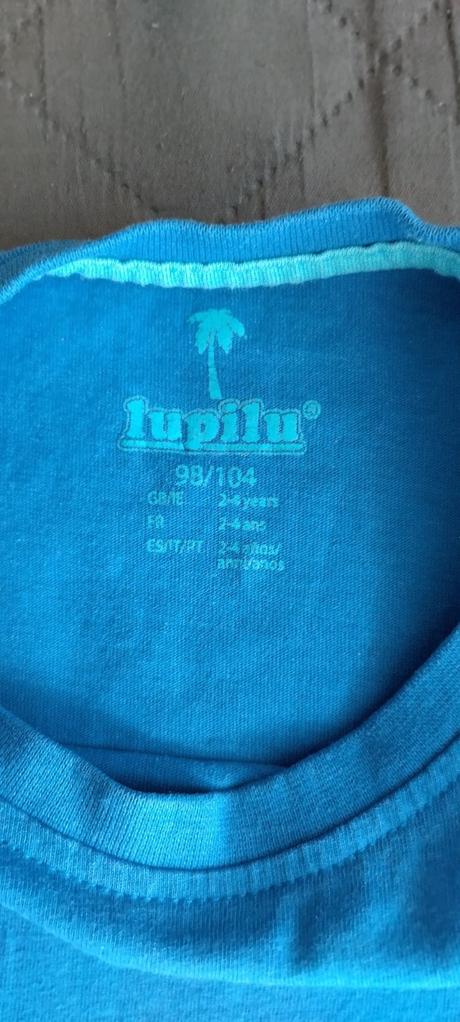 lupilu®
98/104
GB/IE 2-4 years
FR 2-4 ans
ES/IT/PT 2-4 años/
anni/anos